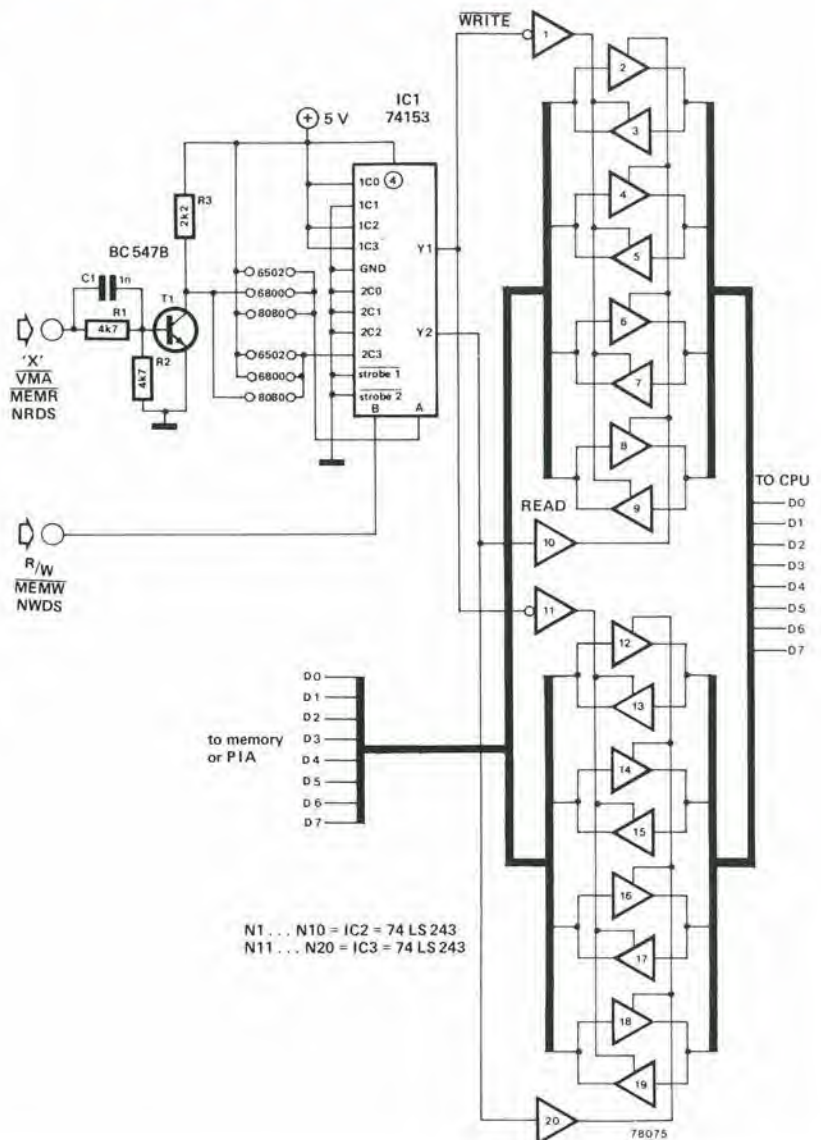 WRITE
1
2
3
4
5
6
7
8
9
READ
10
11
12
13
14
15
16
17
18
19
20
IC1
74153
+ 5 V
4
1C0
1C1
1C2
1C3
GND
2C0
2C1
2C2
2C3
strobe 1
strobe 2
B A
Y1
Y2
R3
2k2
BC547B
C1 1n
R1
4k7
T1
R2
4k7
6502
6800
8080
6502
6800
8080
'X'
VMA
MEMR
NRDS
R/W
MEMW
NWDS
TO CPU
D0
D1
D2
D3
D4
D5
D6
D7
to memory
or PIA
D0
D1
D2
D3
D4
D5
D6
D7
N1 . . . N10 = IC2 = 74 LS 243
N11 . . . N20 = IC3 = 74 LS 243
78075